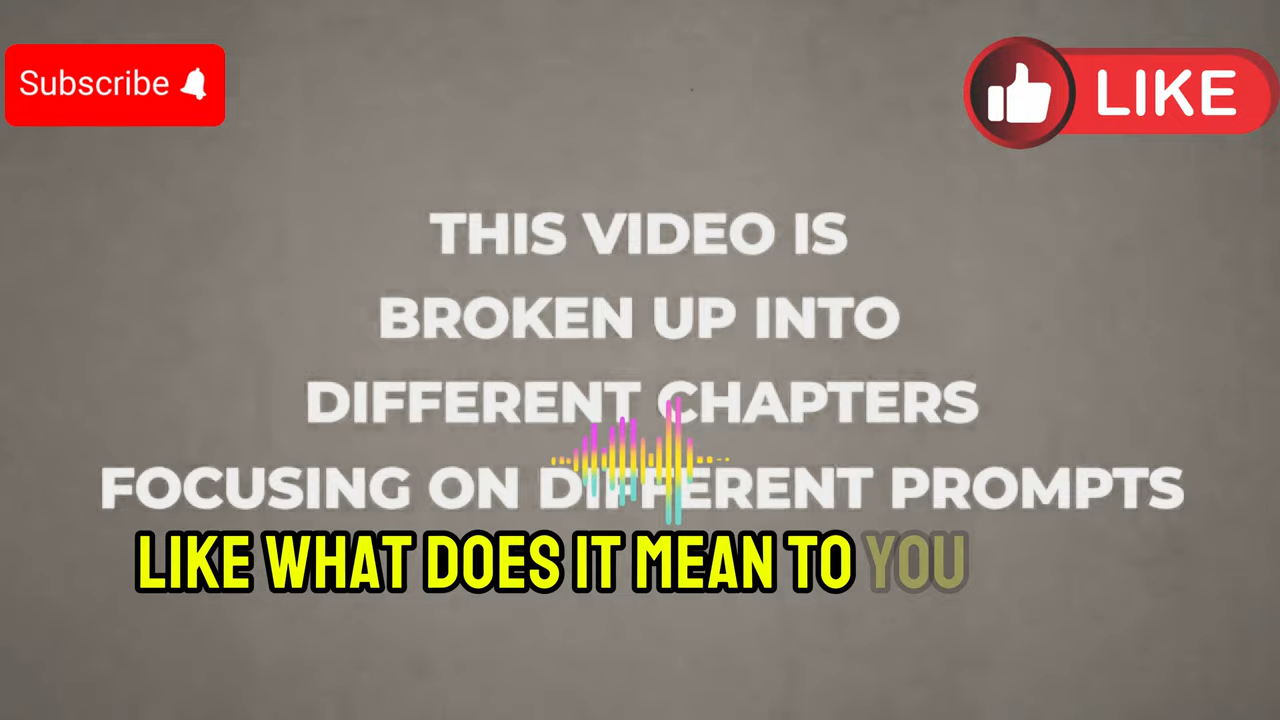 Subscribe
LIKE
THIS VIDEO IS
BROKEN UP INTO
DIFFERENT CHAPTERS
FOCUSING ON DIFFERENT PROMPTS
LIKE WHAT DOES IT MEAN TO YOU